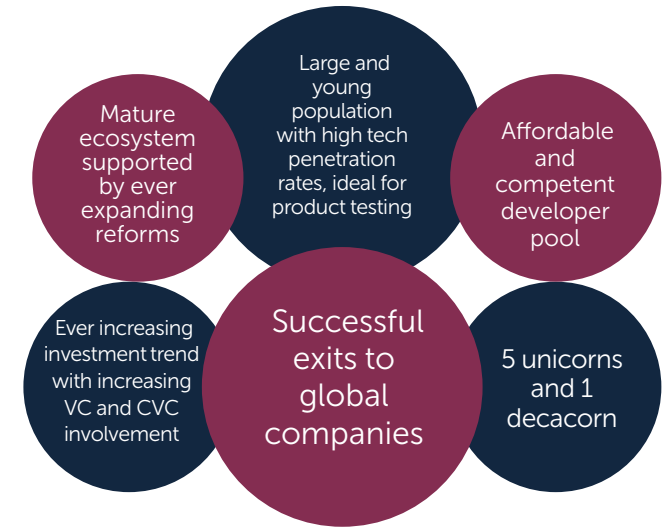 Large and
young
population
with high tech
penetration
rates, ideal for
product testing
Mature
ecosystem
supported
by ever
expanding
reforms
Affordable
and
competent
developer
pool
Ever increasing
investment trend
with increasing
VC and CVC
involvement
Successful
exits to
global
companies
5 unicorns
and 1
decacorn